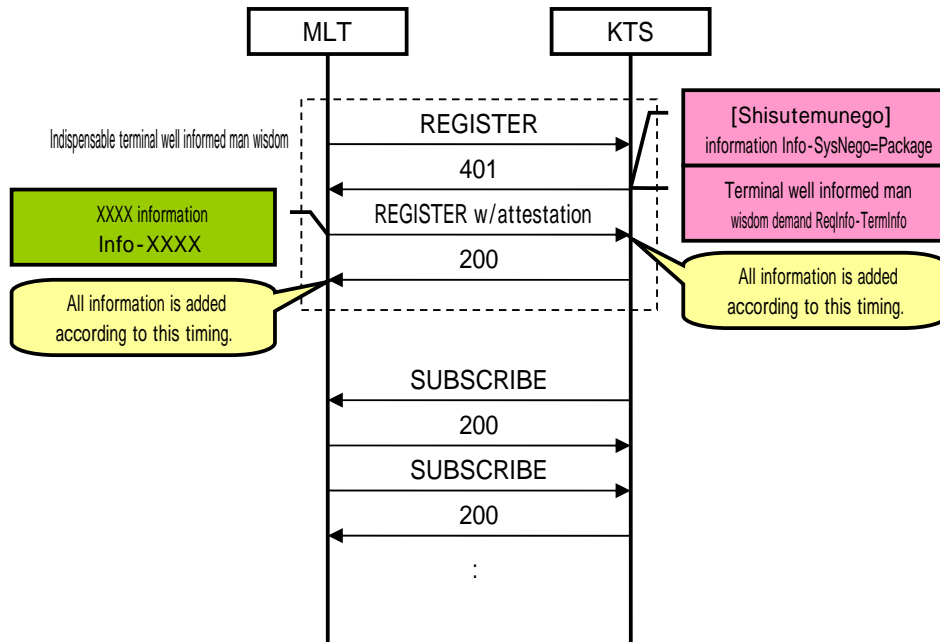 MLT
KTS
Indispensable terminal well informed man wisdom
REGISTER
[Shisutemunego]
information Info-SysNego=Package
401
Terminal well informed man
wisdom demand ReqInfo-TermInfo
XXXX information
Info-XXXX
REGISTER w/attestation
200
All information is added
according to this timing.
All information is added
according to this timing.
SUBSCRIBE
200
SUBSCRIBE
200
: